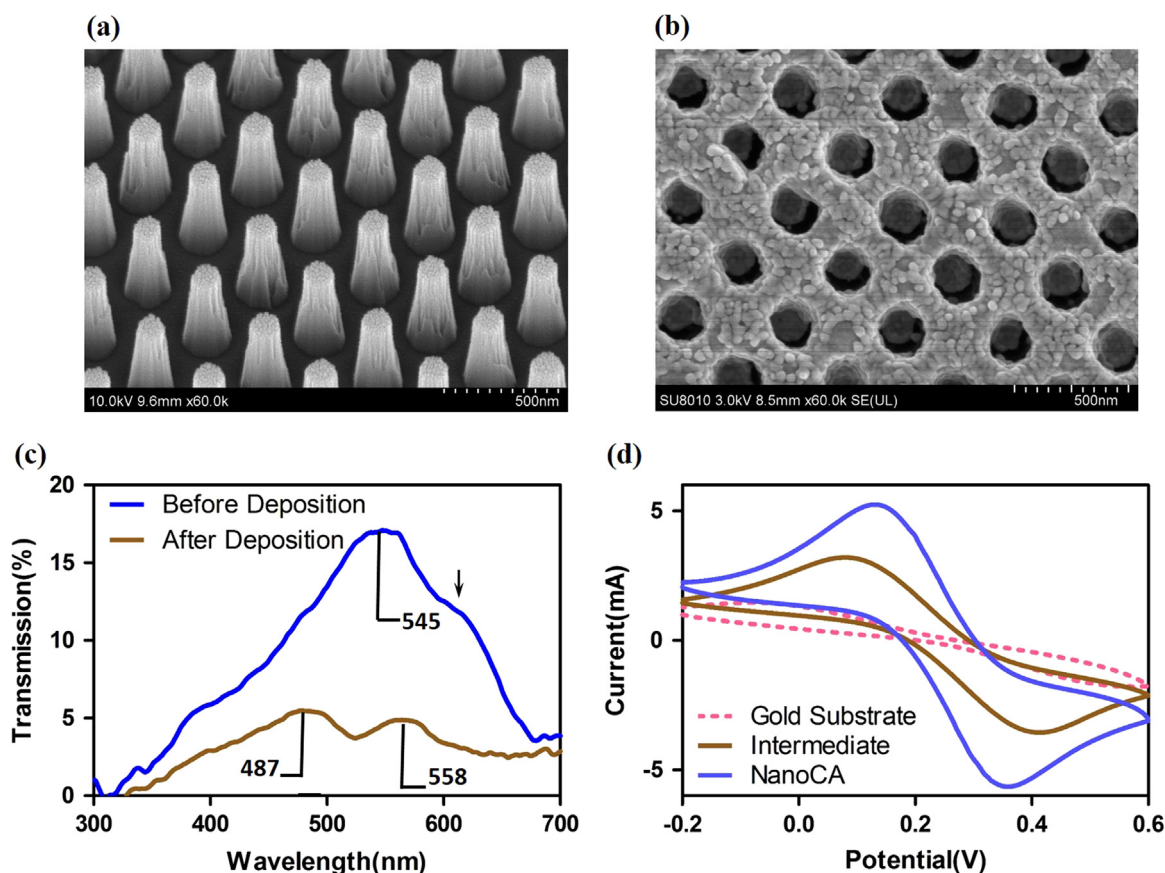 (a)
(b)
10.0kV 9.6mm x60.0k
500nm
SU8010 3.0kV 8.5mm x60.0k SE(UL)
500nm
(c)
(d)
20
15
10
5
0
Transmission(%)
Before Deposition
After Deposition
545
487
558
300
400
500
600
700
Wavelength(nm)
5
0
-5
Current(mA)
Gold Substrate
Intermediate
NanoCA
-0.2
0.0
0.2
0.4
0.6
Potential(V)